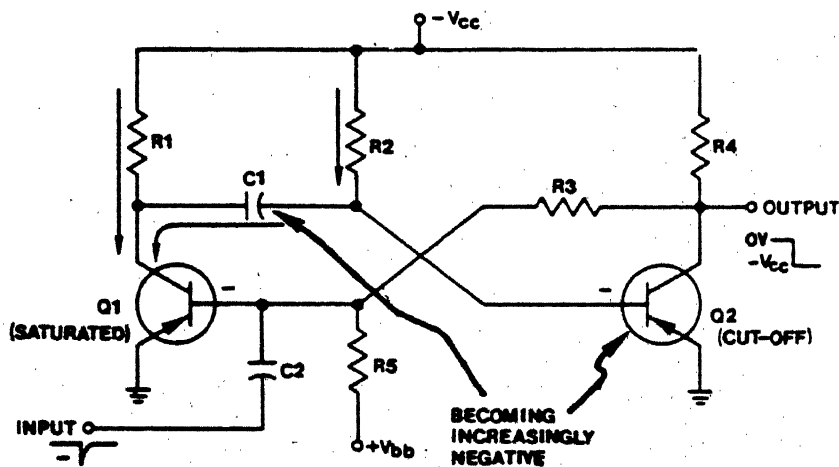 -Vcc
R1
R2
R4
C1
R3
OUTPUT
0V
-Vcc
-
-
Q1
(SATURATED)
Q2
(CUT-OFF)
C2
R5
INPUT
-
+Vbb
BECOMING
INCREASINGLY
NEGATIVE